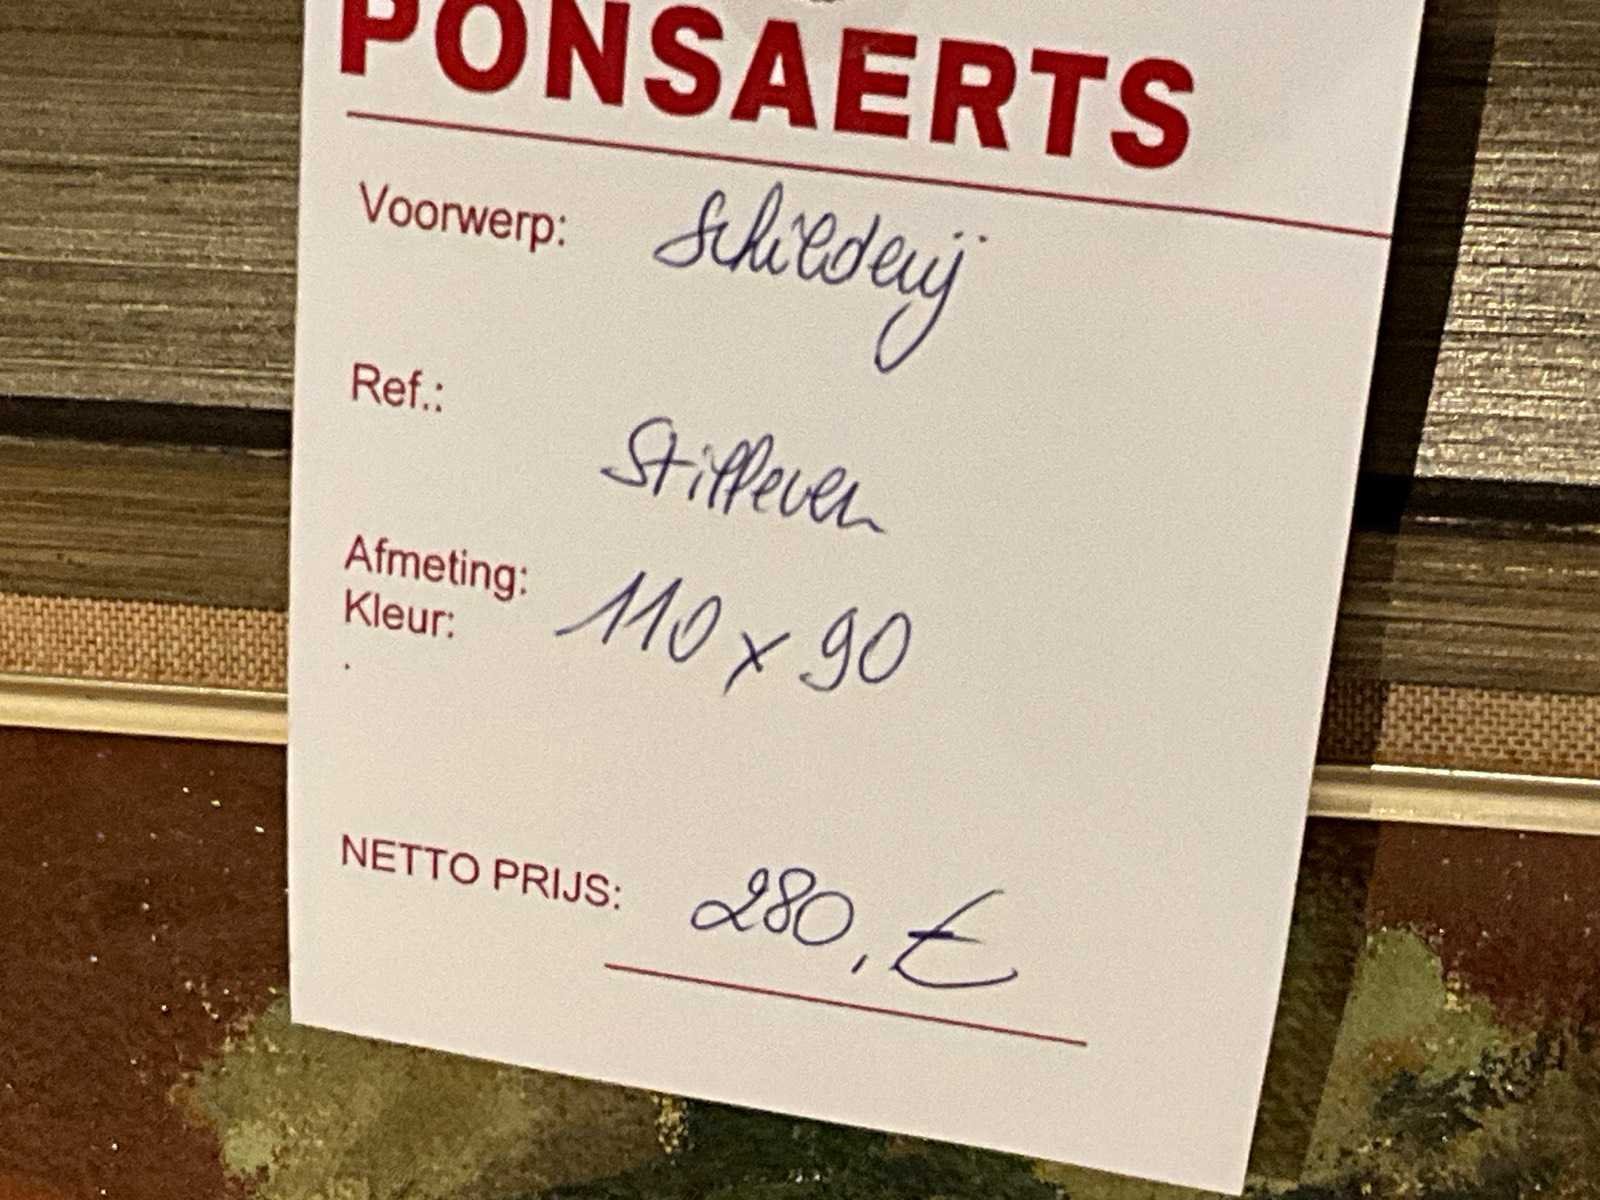 PONSAERTS
Voorwerp: Schilderij
Ref.:
Stilleven
Afmeting: 110 x 90
Kleur:
NETTO PRIJS: 280, €